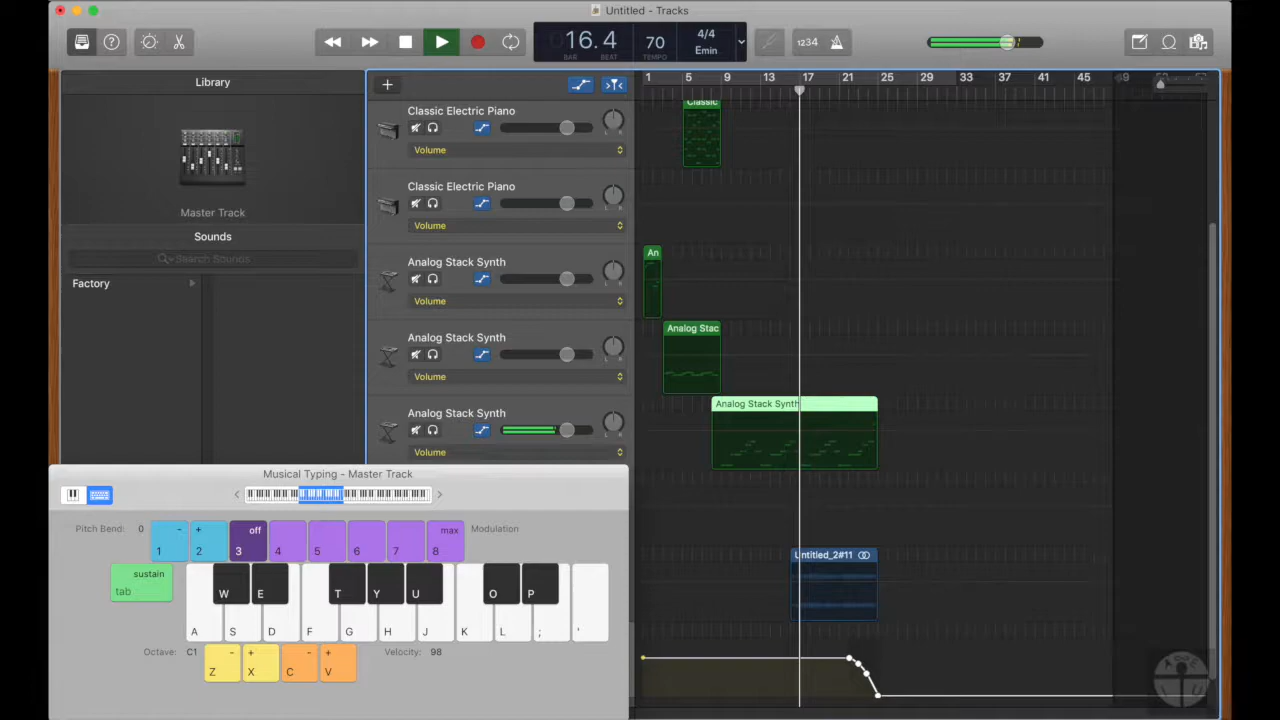 Untitled - Tracks
16.4
BAR
BEAT
70
TEMPO
4/4
Emin
1234
Library
Master Track
Sounds
Search Sounds
Factory
1 5 9 13 17 21 25 29 33 37 41 45 49
Classic Electric Piano
Volume
L R
Classic
Classic Electric Piano
Volume
L R
Analog Stack Synth
Volume
L R
An
Analog Stack Synth
Volume
L R
Analog Stac
Analog Stack Synth
Volume
L R
Analog Stack Synth
Untitled_2#11
Musical Typing - Master Track
Pitch Bend: 0
- 1
+ 2
off 3
4
5
6
7
max 8
Modulation
sustain
tab
W E T Y U O P
A S D F G H J K L ; '
Octave: C1
- Z
+ X
- C
+ V
Velocity: 98